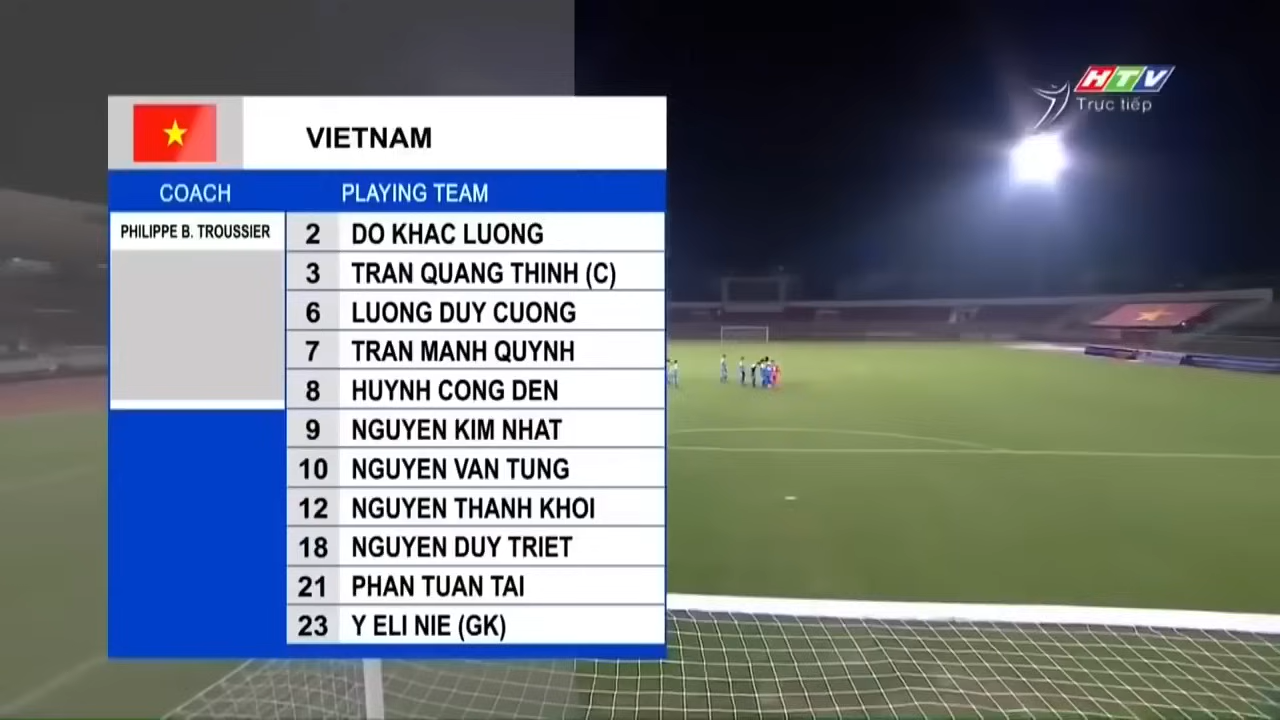 HTV
Trực tiếp
VIETNAM
COACH PLAYING TEAM
PHILIPPE B. TROUSSIER
2 DO KHAC LUONG
3 TRAN QUANG THINH (C)
6 LUONG DUY CUONG
7 TRAN MANH QUYNH
8 HUYNH CONG DEN
9 NGUYEN KIM NHAT
10 NGUYEN VAN TUNG
12 NGUYEN THANH KHOI
18 NGUYEN DUY TRIET
21 PHAN TUAN TAI
23 Y ELI NIE (GK)